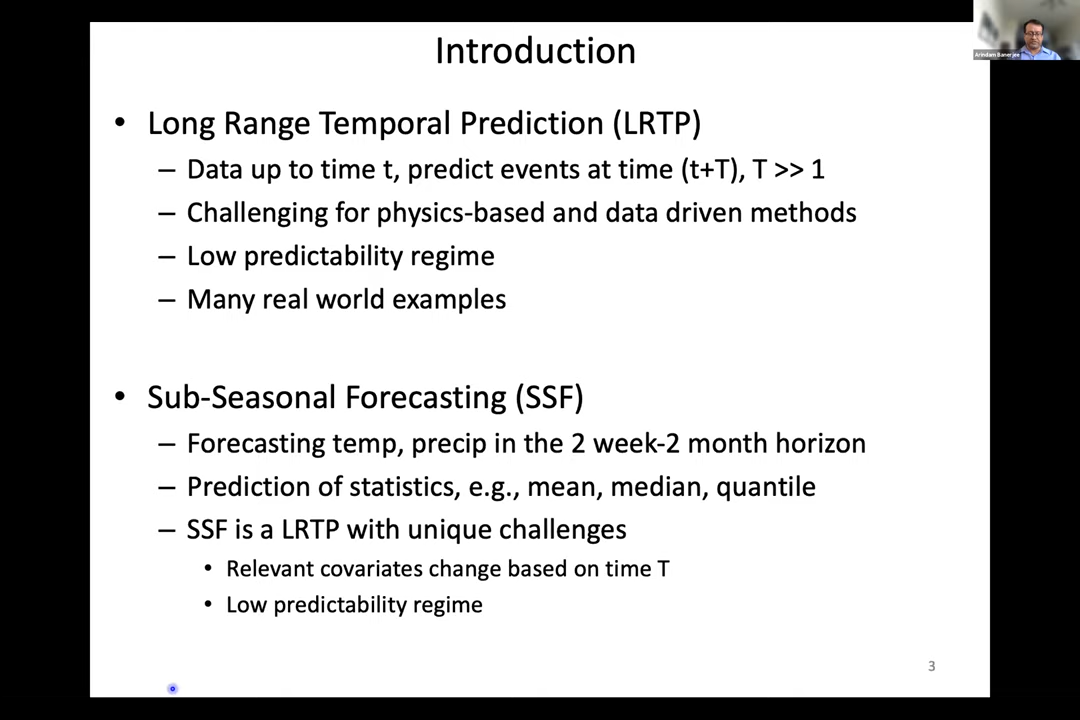 Introduction
Arindam Banerjee
• Long Range Temporal Prediction (LRTP)
– Data up to time t, predict events at time (t+T), T >> 1
– Challenging for physics-based and data driven methods
– Low predictability regime
– Many real world examples
• Sub-Seasonal Forecasting (SSF)
– Forecasting temp, precip in the 2 week-2 month horizon
– Prediction of statistics, e.g., mean, median, quantile
– SSF is a LRTP with unique challenges
• Relevant covariates change based on time T
• Low predictability regime
3